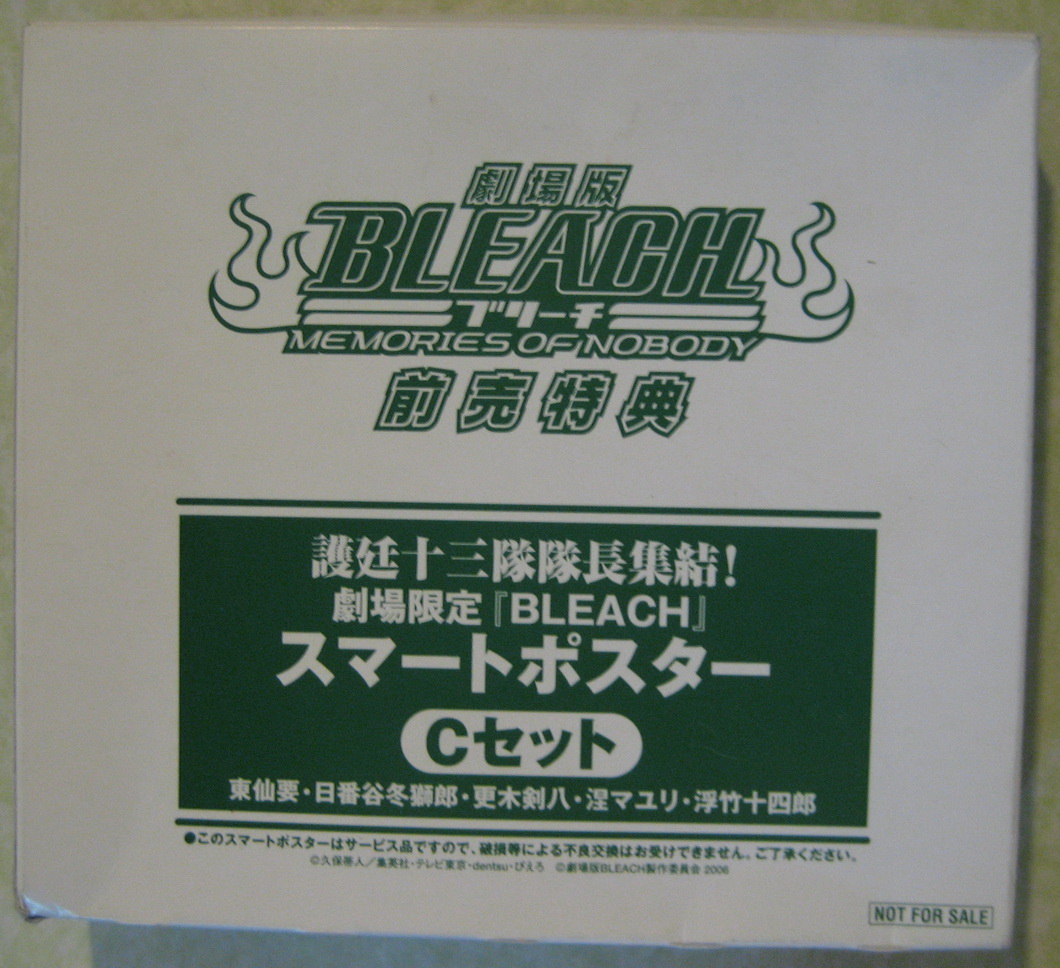 劇場版
BLEACH
ブリーチ
MEMORIES OF NOBODY
前売特典
護廷十三隊隊長集結!
劇場限定『BLEACH』
スマートポスター
Cセット
東仙要・日番谷冬獅郎・更木剣八・涅マユリ・浮竹十四郎
●このスマートポスターはサービス品ですので、破損等による不良交換はお受けできません。ご了承ください。
©久保帯人/集英社・テレビ東京・dentsu・ぴえろ ©劇場版BLEACH製作委員会 2006
NOT FOR SALE